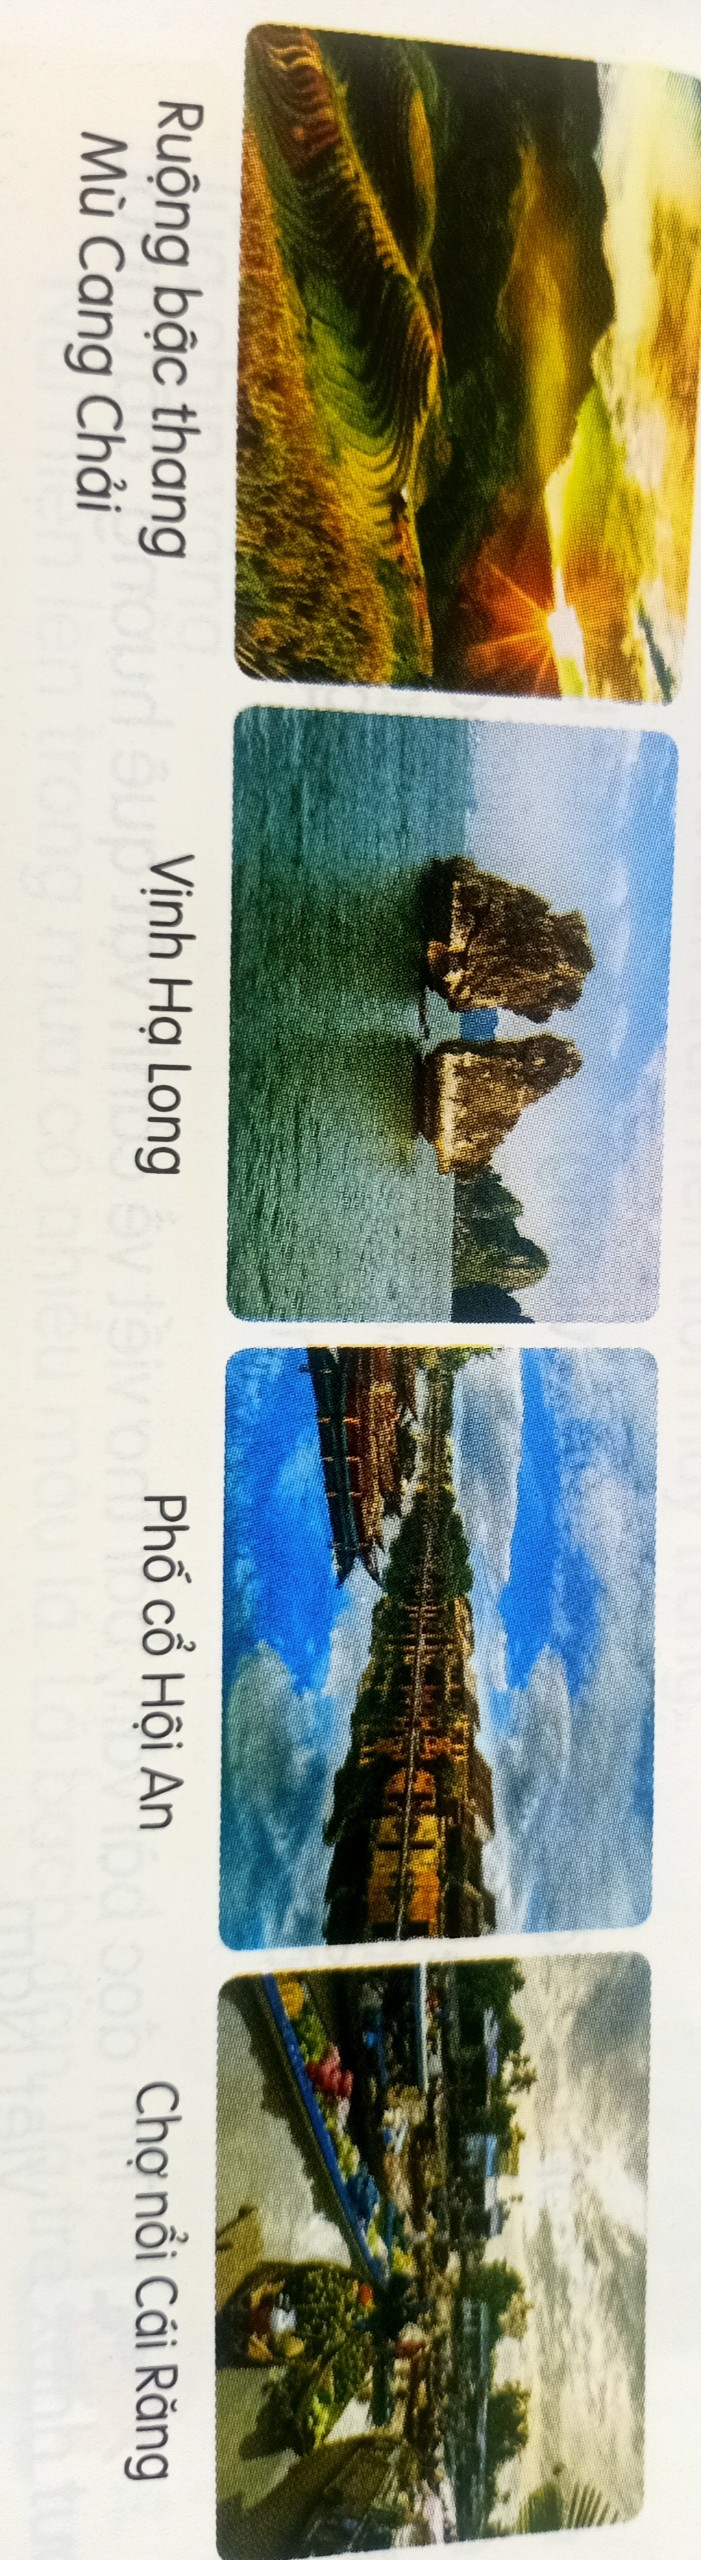 Ruộng bậc thang
Mù Cang Chải
Vịnh Hạ Long
Phố cổ Hội An
Chợ nổi Cái Răng